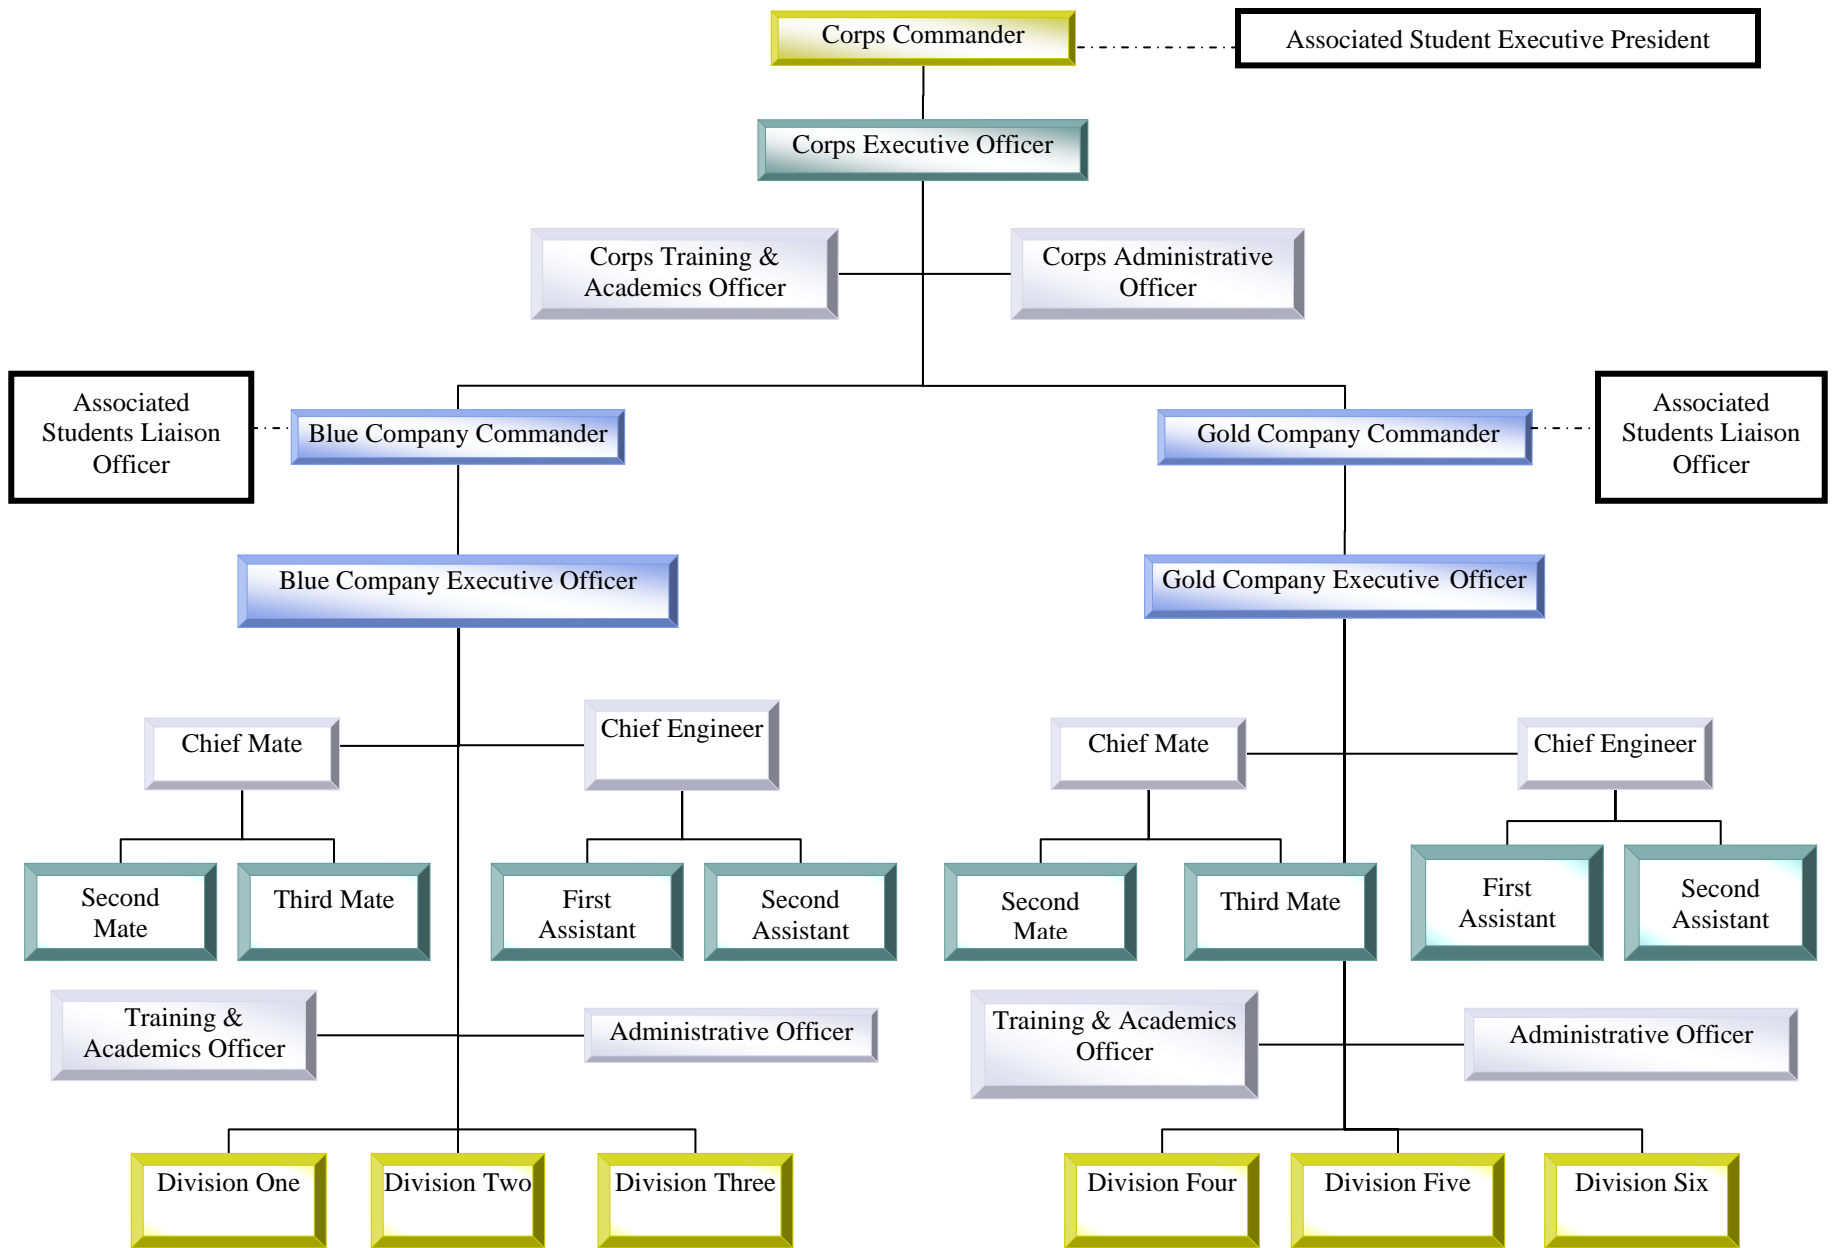 Corps Commander
Associated Student Executive President
Corps Executive Officer
Corps Training &
Academics Officer
Corps Administrative
Officer
Associated
Students Liaison
Officer
Blue Company Commander
Gold Company Commander
Associated
Students Liaison
Officer
Blue Company Executive Officer
Gold Company Executive Officer
Chief Mate
Chief Engineer
Chief Mate
Chief Engineer
Second
Mate
Third Mate
First
Assistant
Second
Assistant
Second
Mate
Third Mate
First
Assistant
Second
Assistant
Training &
Academics Officer
Administrative Officer
Training & Academics
Officer
Administrative Officer
Division One
Division Two
Division Three
Division Four
Division Five
Division Six